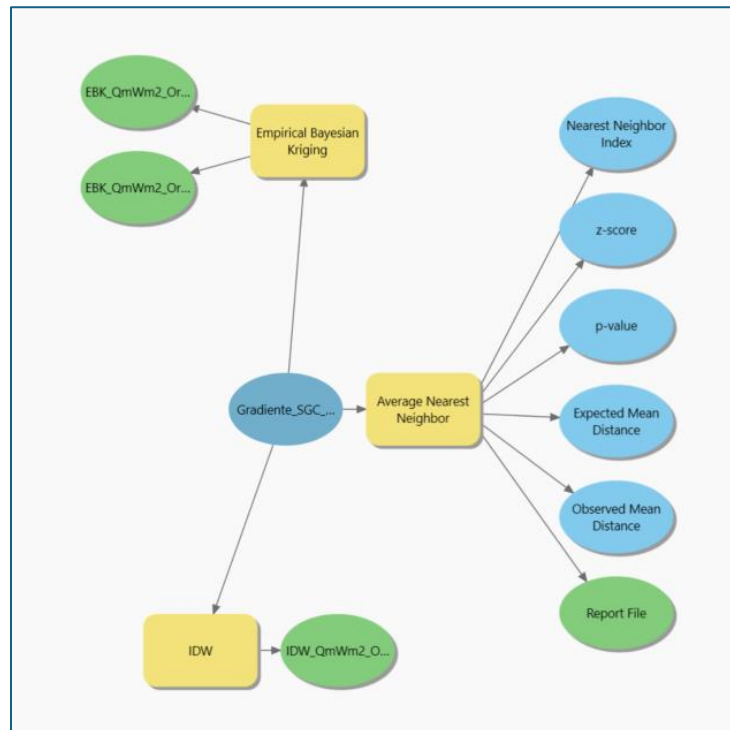 EBK_QmWm2_Or...
Empirical Bayesian
Kriging
EBK_QmWm2_Or...
Nearest Neighbor
Index
z-score
p-value
Gradiente_SGC_...
Average Nearest
Neighbor
Expected Mean
Distance
Observed Mean
Distance
Report File
IDW
IDW_QmWm2_O...